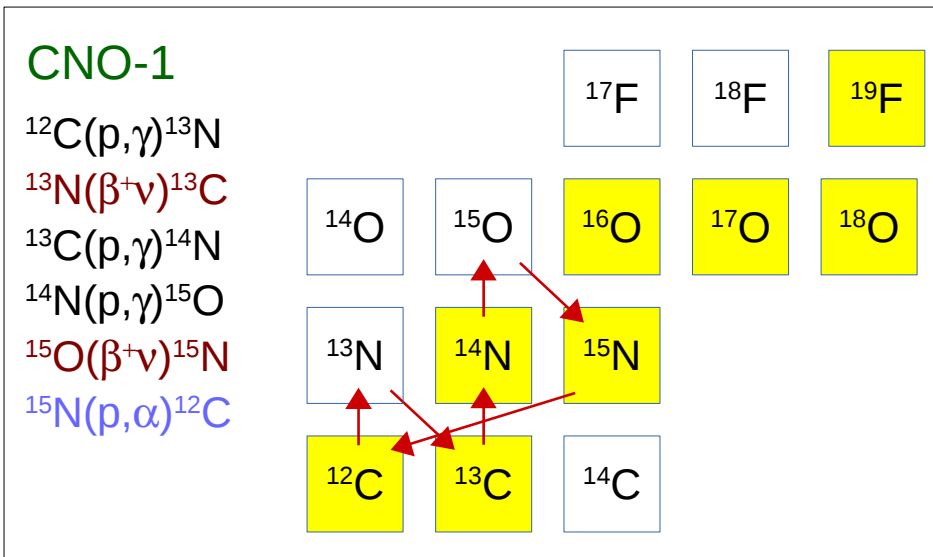 CNO-1
¹²C(p,γ)¹³N
¹³N(β⁺ν)¹³C
¹³C(p,γ)¹⁴N
¹⁴N(p,γ)¹⁵O
¹⁵O(β⁺ν)¹⁵N
¹⁵N(p,α)¹²C
¹⁷F ¹⁸F ¹⁹F
¹⁴O ¹⁵O ¹⁶O ¹⁷O ¹⁸O
¹³N ¹⁴N ¹⁵N
¹²C ¹³C ¹⁴C